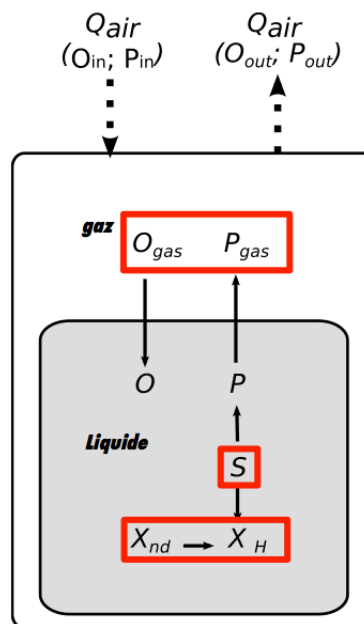 Qair Qair
(Oin; Pin) (Oout; Pout)
gaz
Ogas Pgas
O P
Liquide
S
Xnd XH